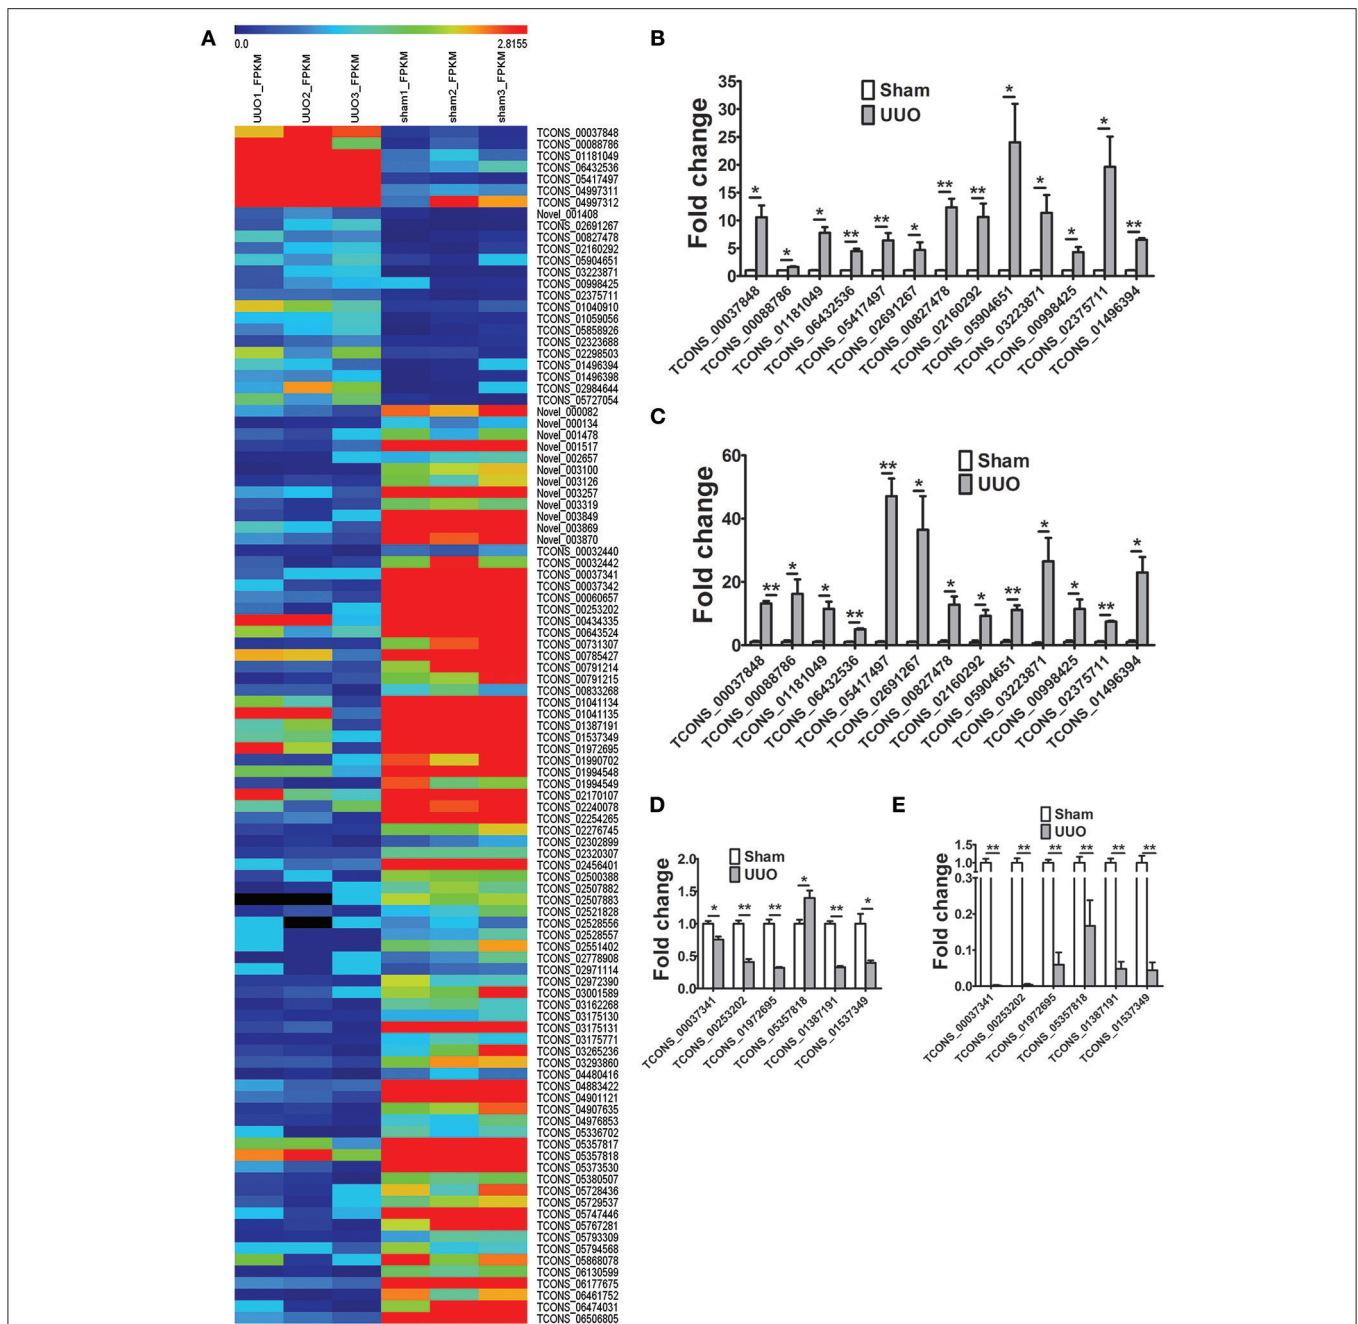 A
0.0 2.8155
UUO1_FPKM
UUO2_FPKM
UUO3_FPKM
sham1_FPKM
sham2_FPKM
sham3_FPKM
TCONS_00037848
TCONS_00088786
TCONS_01181049
TCONS_06432536
TCONS_05417497
TCONS_04997311
TCONS_04997312
Novel_001408
TCONS_02691267
TCONS_00827478
TCONS_02160292
TCONS_05904651
TCONS_03223871
TCONS_00998425
TCONS_02375711
TCONS_01040910
TCONS_01059056
TCONS_05858926
TCONS_02323688
TCONS_02298503
TCONS_01496394
TCONS_01496398
TCONS_02984644
TCONS_05727054
Novel_000082
Novel_000134
Novel_001478
Novel_001517
Novel_002657
Novel_003100
Novel_003126
Novel_003257
Novel_003319
Novel_003849
Novel_003869
Novel_003870
TCONS_00032440
TCONS_00032442
TCONS_00037341
TCONS_00037342
TCONS_00060657
TCONS_00253202
TCONS_00434335
TCONS_00643524
TCONS_00731307
TCONS_00785427
TCONS_00791214
TCONS_00791215
TCONS_00833268
TCONS_01041134
TCONS_01041135
TCONS_01387191
TCONS_01537349
TCONS_01972695
TCONS_01990702
TCONS_01994548
TCONS_01994549
TCONS_02170107
TCONS_02240078
TCONS_02254265
TCONS_02276745
TCONS_02302899
TCONS_02320307
TCONS_02456401
TCONS_02500388
TCONS_02507882
TCONS_02507883
TCONS_02521828
TCONS_02528556
TCONS_02528557
TCONS_02551402
TCONS_02778908
TCONS_02971114
TCONS_02972390
TCONS_03001589
TCONS_03162268
TCONS_03175130
TCONS_03175131
TCONS_03175771
TCONS_03265236
TCONS_03293860
TCONS_04480416
TCONS_04883422
TCONS_04901121
TCONS_04907635
TCONS_04976853
TCONS_05336702
TCONS_05357817
TCONS_05357818
TCONS_05373530
TCONS_05380507
TCONS_05728436
TCONS_05729537
TCONS_05747446
TCONS_05767281
TCONS_05793309
TCONS_05794568
TCONS_05868078
TCONS_06130599
TCONS_06177675
TCONS_06461752
TCONS_06474031
TCONS_06506805
B
Fold change
35
30
25
20
15
10
5
0
Sham
UUO
* * * ** ** * ** ** * * * * **
TCONS_00037848
TCONS_00088786
TCONS_01181049
TCONS_06432536
TCONS_05417497
TCONS_02691267
TCONS_00827478
TCONS_02160292
TCONS_05904651
TCONS_03223871
TCONS_00998425
TCONS_02375711
TCONS_01496394
C
Fold change
60
40
20
0
Sham
UUO
** * * ** ** * * * ** * * ** *
TCONS_00037848
TCONS_00088786
TCONS_01181049
TCONS_06432536
TCONS_05417497
TCONS_02691267
TCONS_00827478
TCONS_02160292
TCONS_05904651
TCONS_03223871
TCONS_00998425
TCONS_02375711
TCONS_01496394
D
Fold change
2.0
1.5
1.0
0.5
0.0
Sham
UUO
* ** ** * ** *
TCONS_00037341
TCONS_00253202
TCONS_01972695
TCONS_05357818
TCONS_01387191
TCONS_01537349
E
Fold change
1.5
1.0
0.3
0.2
0.1
0.0
Sham
UUO
** ** ** ** ** **
TCONS_00037341
TCONS_00253202
TCONS_01972695
TCONS_05357818
TCONS_01387191
TCONS_01537349